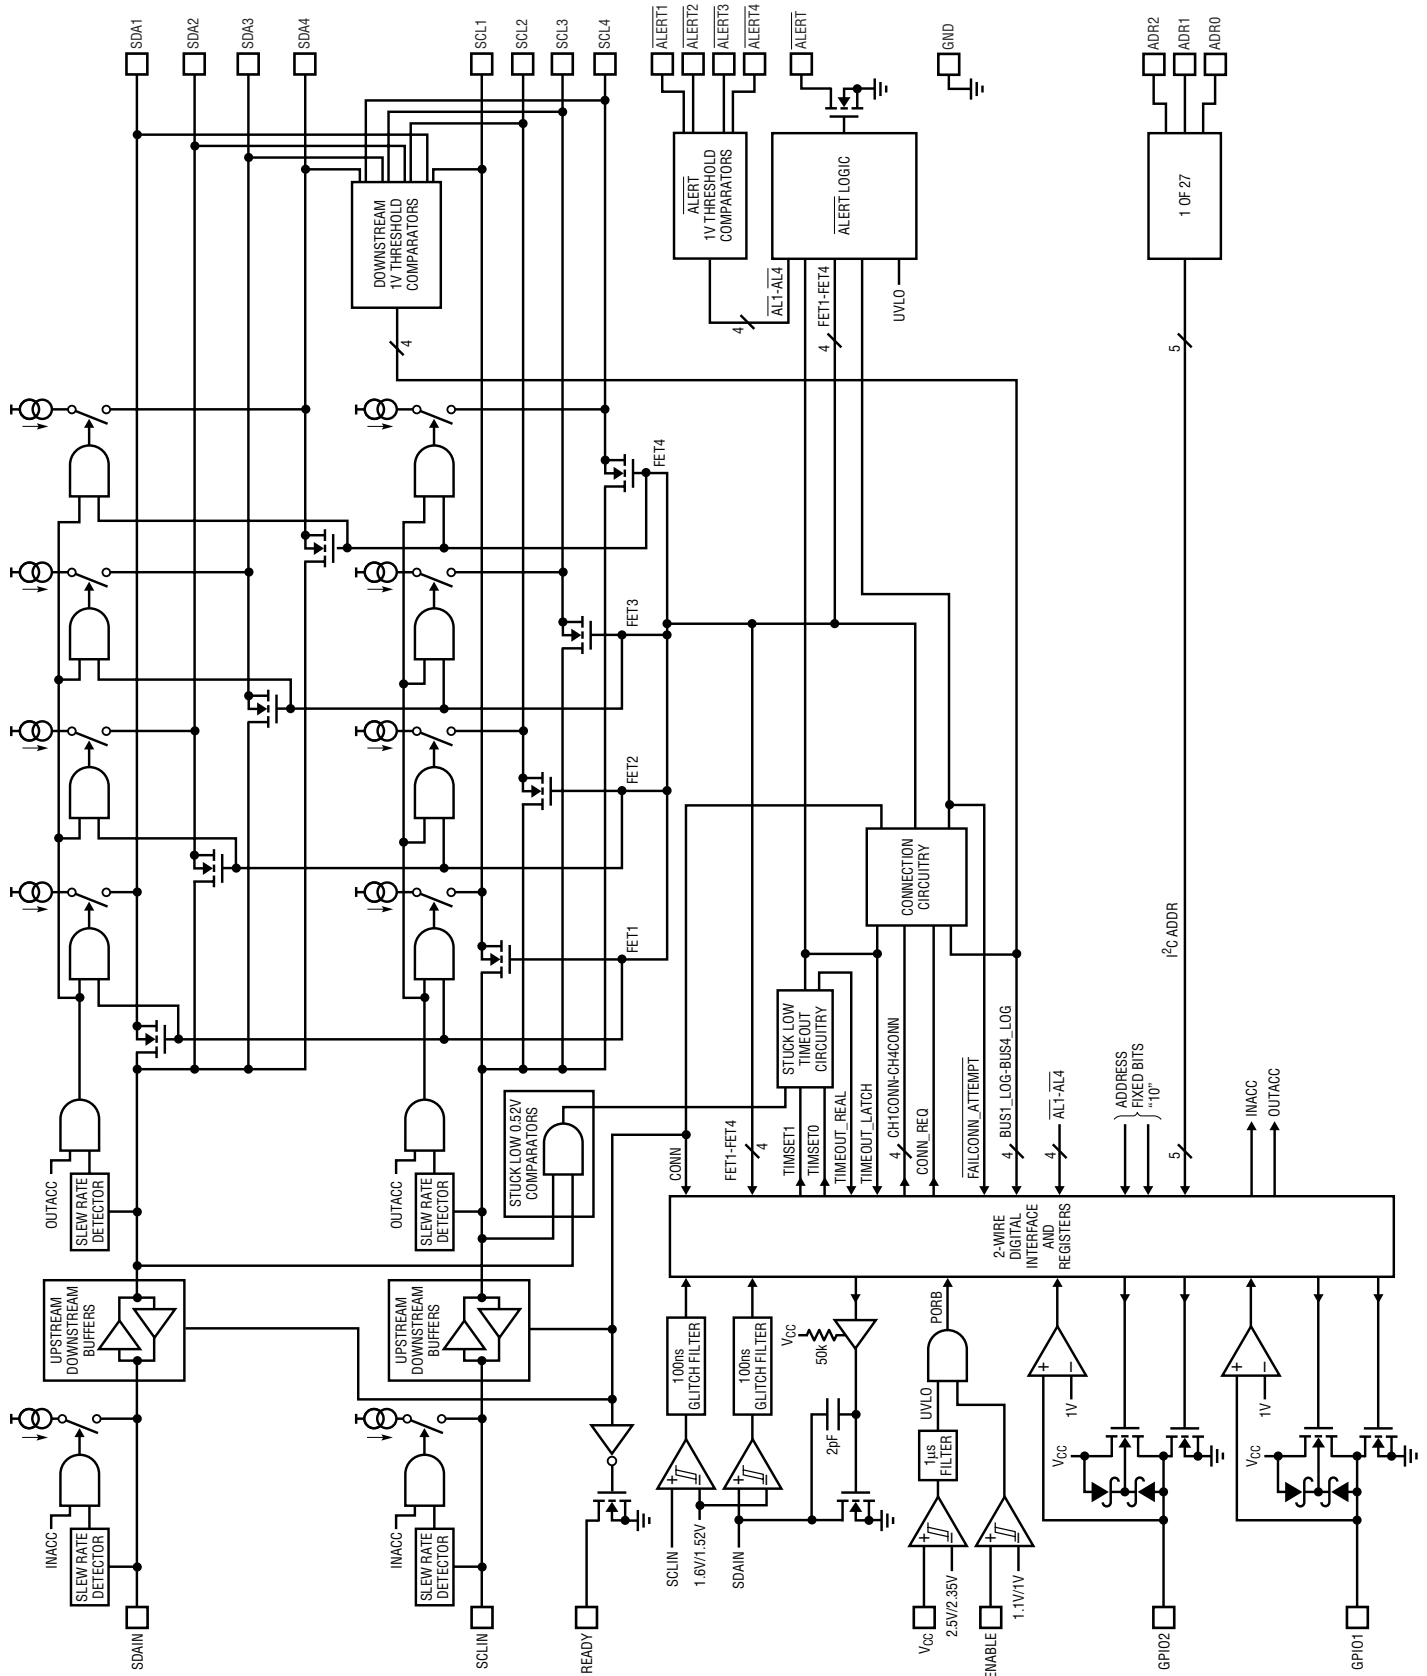 SDA1
SDA2
SDA3
SDA4
SCL1
SCL2
SCL3
SCL4
ALERT1
ALERT2
ALERT3
ALERT4
ALERT
GND
ADR2
ADR1
ADR0
DOWNSTREAM
1V THRESHOLD
COMPARATORS
4
ALERT
1V THRESHOLD
COMPARATORS
4
AL1-AL4
ALERT LOGIC
FET1-FET4
4
UVLO
1 OF 27
5
FET4
FET3
FET2
FET1
CONNECTION
CIRCUITRY
I²C ADDR
OUTACC
SLEW RATE
DETECTOR
OUTACC
SLEW RATE
DETECTOR
STUCK LOW 0.52V
COMPARATORS
STUCK LOW
TIMEOUT
CIRCUITRY
CONN
FET1-FET4
4
TIMSET1
TIMSET0
TIMEOUT_REAL
TIMEOUT_LATCH
CH1CONN-CH4CONN
4
CONN_REQ
FAILCONN_ATTEMPT
BUS1_LOG-BUS4_LOG
4
AL1-AL4
4
ADDRESS
FIXED BITS
“10”
5
INACC
OUTACC
2-WIRE
DIGITAL
INTERFACE
AND
REGISTERS
UPSTREAM
DOWNSTREAM
BUFFERS
UPSTREAM
DOWNSTREAM
BUFFERS
100ns
GLITCH FILTER
100ns
GLITCH FILTER
VCC
50k
2pF
PORB
UVLO
1µs
FILTER
+
−
1V
VCC
+
−
1V
VCC
INACC
SLEW RATE
DETECTOR
INACC
SLEW RATE
DETECTOR
+
SCLIN
1.6V/1.52V
+
SDAIN
+
2.5V/2.35V
+
1.1V/1V
SDAIN
SCLIN
READY
VCC
ENABLE
GPIO2
GPIO1